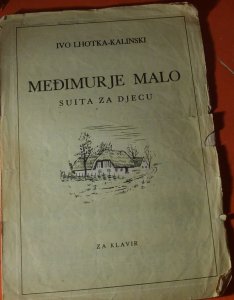 IVO LHOTKA-KALINSKI
MEĐIMURJE MALO
SUITA ZA DJECU
ZA KLAVIR